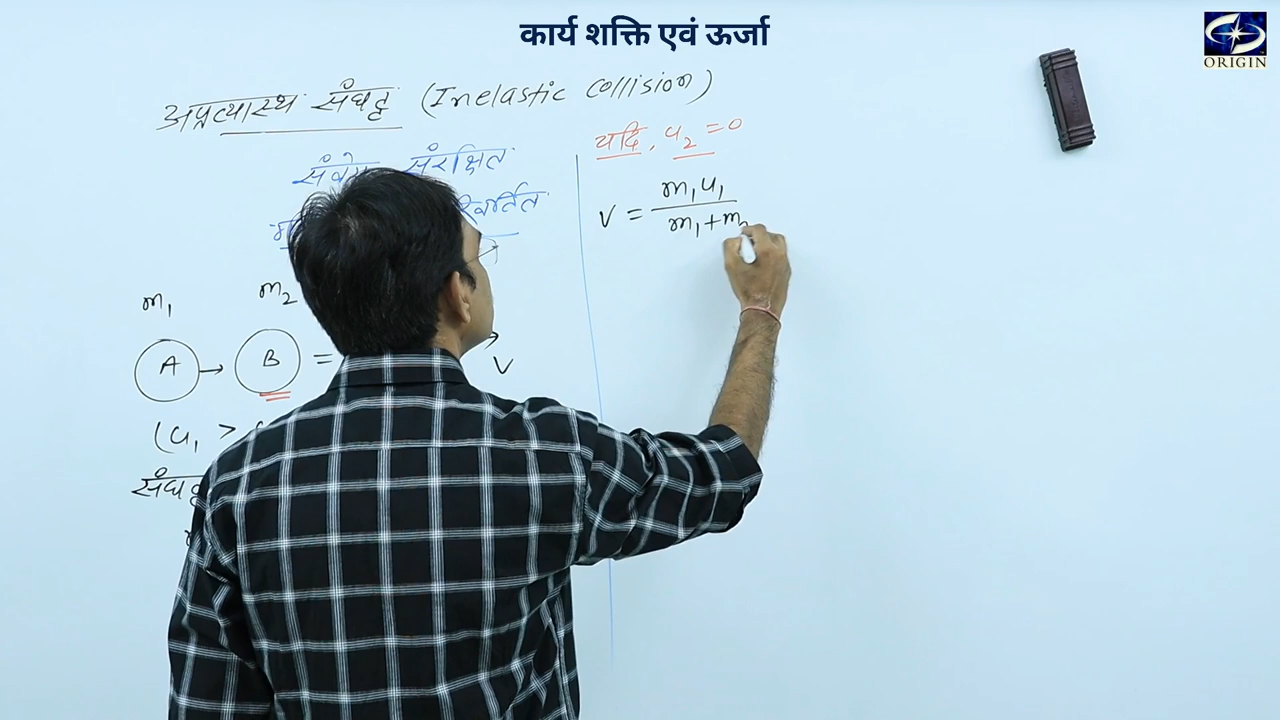 कार्य शक्ति एवं ऊर्जा
ORIGIN
अप्रत्यास्थ संघट्ट (Inelastic collision)
संरक्षित
m₁ m₂
A → B = V
(u₁ >
यदि, u₂ = 0
V = m₁u₁ / m₁+m₂